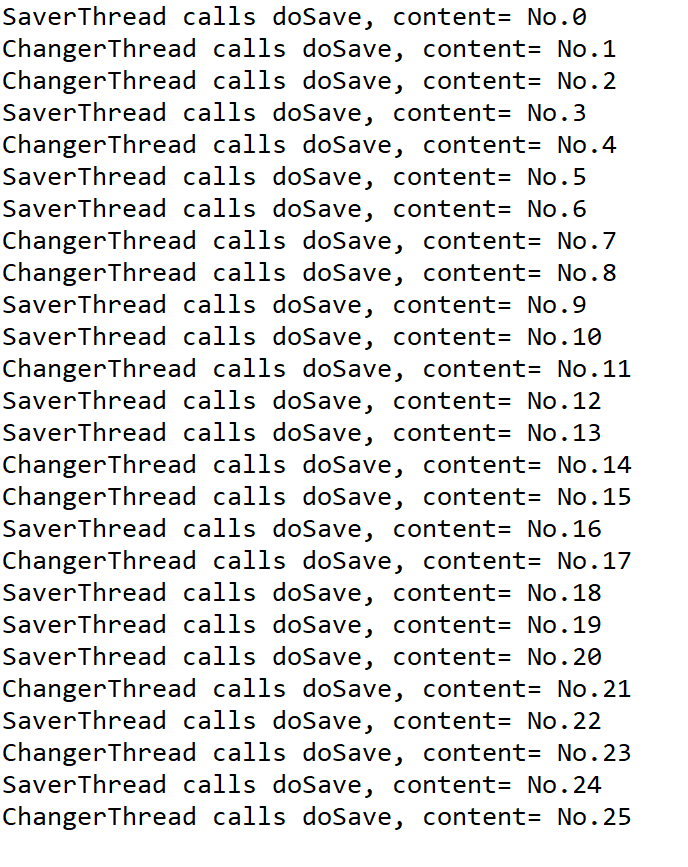 SaverThread calls doSave, content= No.0
ChangerThread calls doSave, content= No.1
ChangerThread calls doSave, content= No.2
SaverThread calls doSave, content= No.3
ChangerThread calls doSave, content= No.4
SaverThread calls doSave, content= No.5
SaverThread calls doSave, content= No.6
ChangerThread calls doSave, content= No.7
ChangerThread calls doSave, content= No.8
SaverThread calls doSave, content= No.9
SaverThread calls doSave, content= No.10
ChangerThread calls doSave, content= No.11
SaverThread calls doSave, content= No.12
SaverThread calls doSave, content= No.13
ChangerThread calls doSave, content= No.14
ChangerThread calls doSave, content= No.15
SaverThread calls doSave, content= No.16
ChangerThread calls doSave, content= No.17
SaverThread calls doSave, content= No.18
SaverThread calls doSave, content= No.19
SaverThread calls doSave, content= No.20
ChangerThread calls doSave, content= No.21
SaverThread calls doSave, content= No.22
ChangerThread calls doSave, content= No.23
SaverThread calls doSave, content= No.24
ChangerThread calls doSave, content= No.25